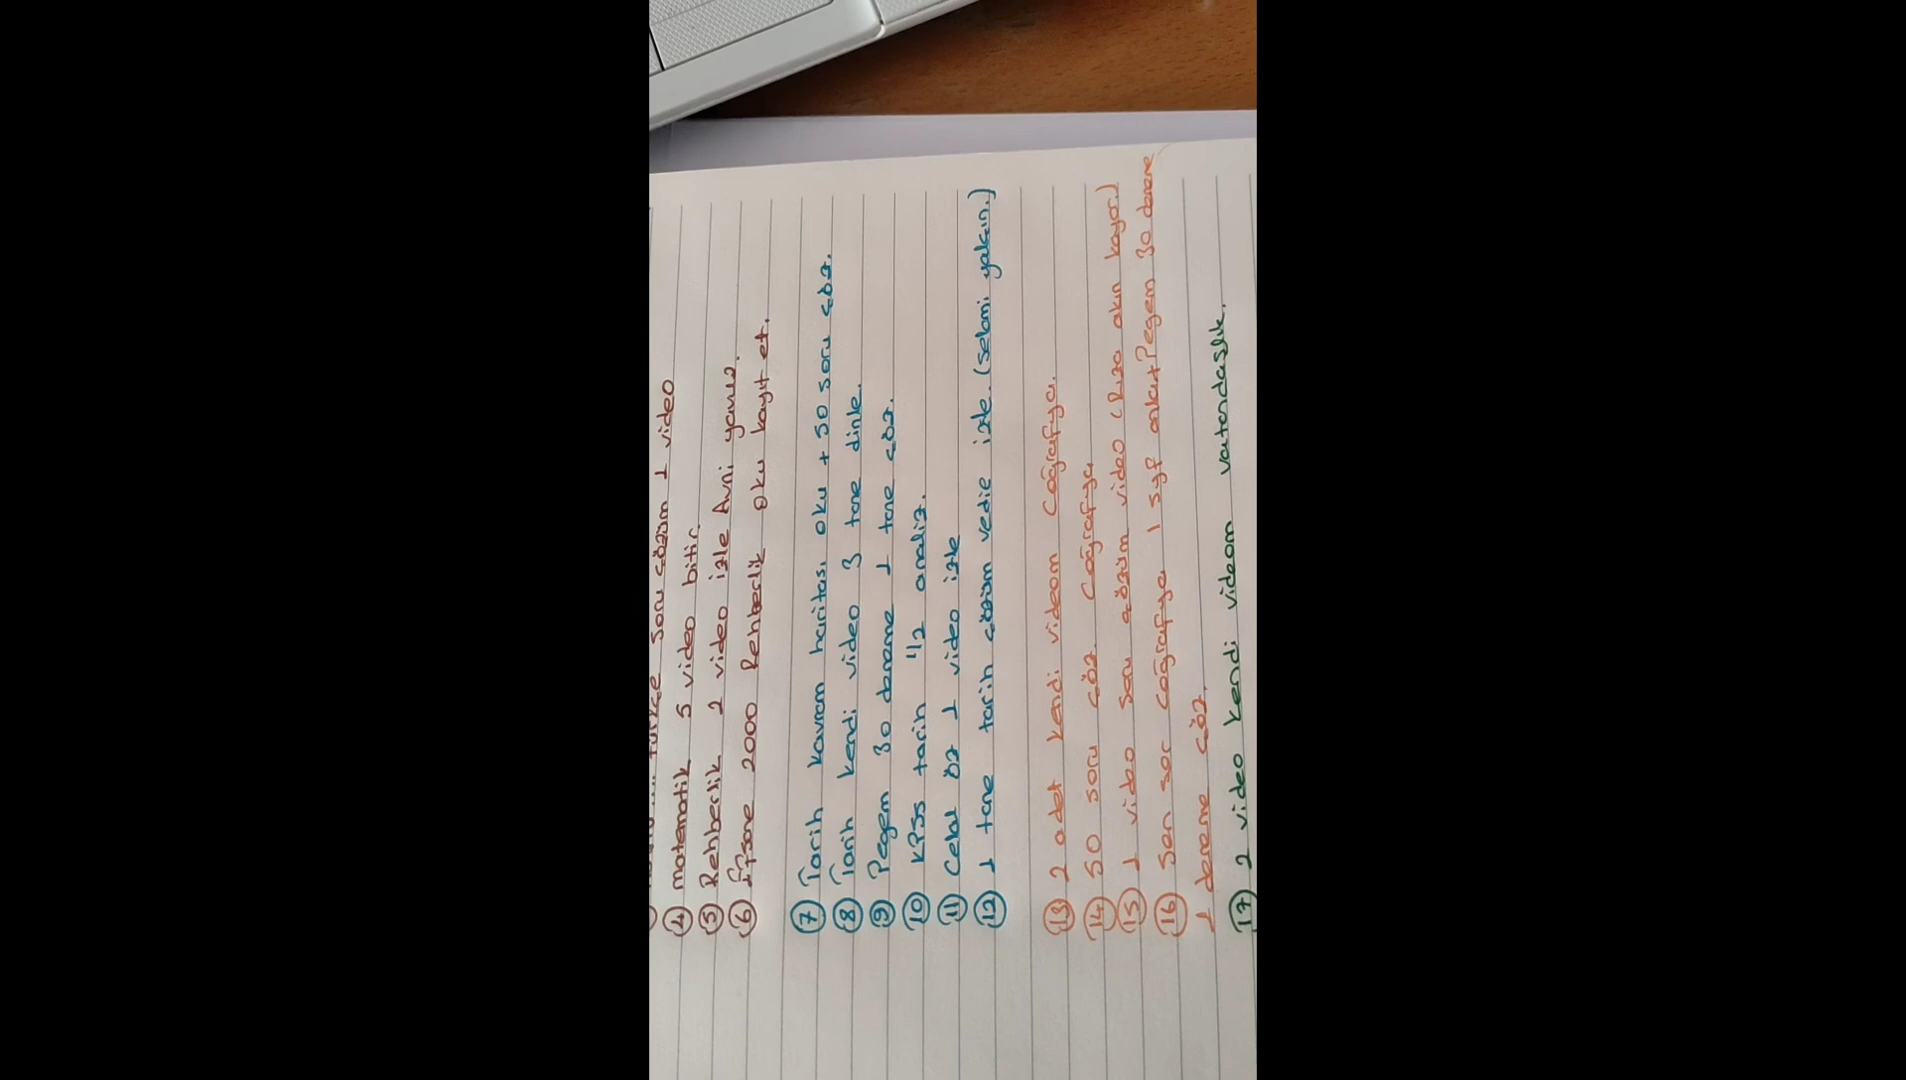 türkçe soru çözüm 1 video
④ matematik 5 video bitir.
⑤ Rehberlik 2 video izle Avni yavuz.
⑥ Efsane 2000 Rehberlik oku kayıt et.
⑦ Tarih kavram haritası oku + 50 soru çöz.
⑧ Tarih kendi video 3 tane dinle.
⑨ Pegem 30 deneme 1 tane çöz.
⑩ KPSS tarih 1/2 analiz.
⑪ Celal öz 1 video izle
⑫ 1 tane tarih çözüm vedie izle. (selami yalçın.)
⑬ 2 adet kendi videom Coğrafya.
⑭ 50 soru çöz. Coğrafya
⑮ 1 video soru çözüm video (Rıza akın kayor.)
⑯ Sen sor coğrafya 1 syf anlat Pegem 30 deneme
1 deneme çöz.
⑰ 2 video kendi videom vatandaşlık.